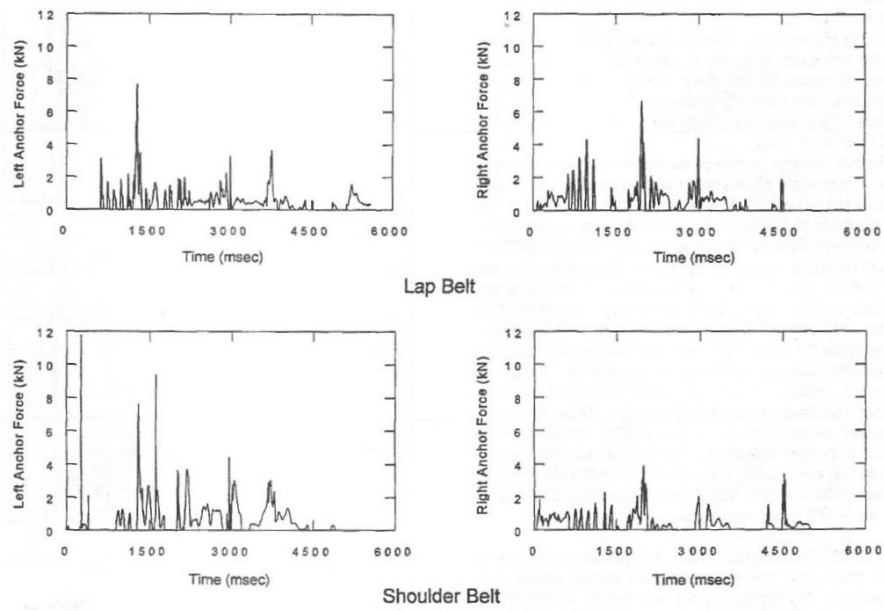 12 12
10 10
8 8
6 6
4 4
2 2
0 0
Left Anchor Force (kN) Right Anchor Force (kN)
0 1500 3000 4500 6000 0 1500 3000 4500 6000
Time (msec) Time (msec)
Lap Belt
12 12
10 10
8 8
6 6
4 4
2 2
0 0
Left Anchor Force (kN) Right Anchor Force (kN)
0 1500 3000 4500 6000 0 1500 3000 4500 6000
Time (msec) Time (msec)
Shoulder Belt